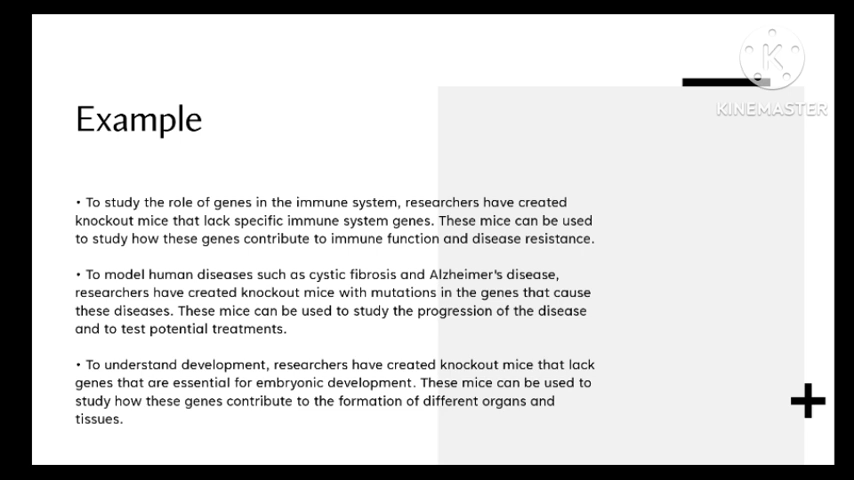 K
KINEMASTER
Example
• To study the role of genes in the immune system, researchers have created
knockout mice that lack specific immune system genes. These mice can be used
to study how these genes contribute to immune function and disease resistance.
• To model human diseases such as cystic fibrosis and Alzheimer's disease,
researchers have created knockout mice with mutations in the genes that cause
these diseases. These mice can be used to study the progression of the disease
and to test potential treatments.
• To understand development, researchers have created knockout mice that lack
genes that are essential for embryonic development. These mice can be used to
study how these genes contribute to the formation of different organs and
tissues.